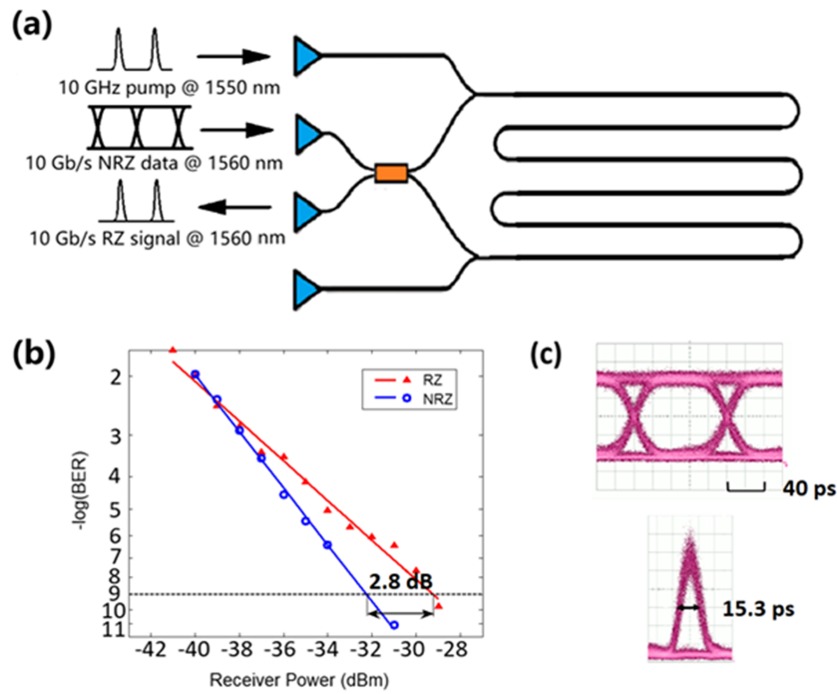 (a)
10 GHz pump @ 1550 nm
10 Gb/s NRZ data @ 1560 nm
10 Gb/s RZ signal @ 1560 nm
(b)
-log(BER)
2
3
4
5
6
7
8
9
10
11
RZ
NRZ
2.8 dB
-42 -40 -38 -36 -34 -32 -30 -28
Receiver Power (dBm)
(c)
40 ps
15.3 ps